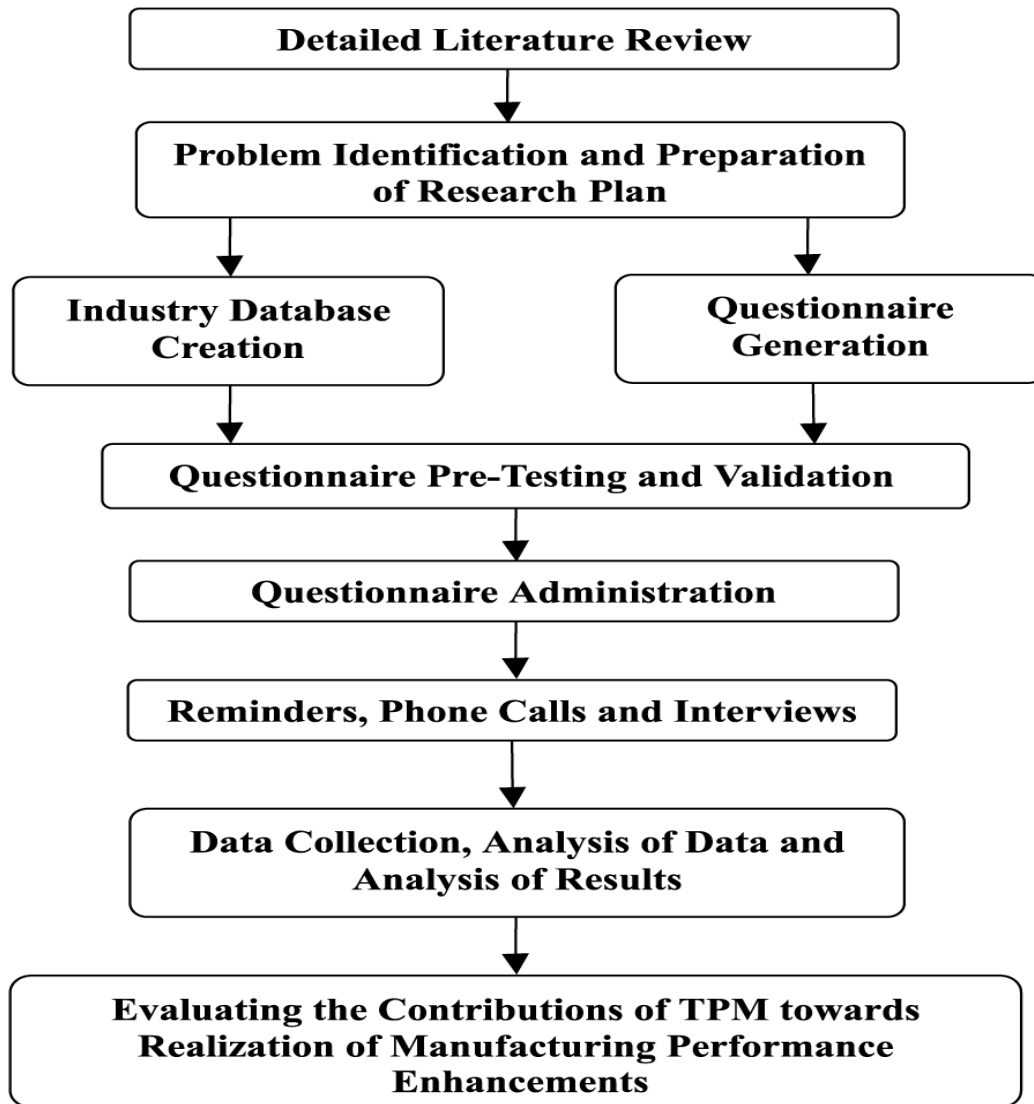 Detailed Literature Review
Problem Identification and Preparation
of Research Plan
Industry Database
Creation
Questionnaire
Generation
Questionnaire Pre-Testing and Validation
Questionnaire Administration
Reminders, Phone Calls and Interviews
Data Collection, Analysis of Data and
Analysis of Results
Evaluating the Contributions of TPM towards
Realization of Manufacturing Performance
Enhancements